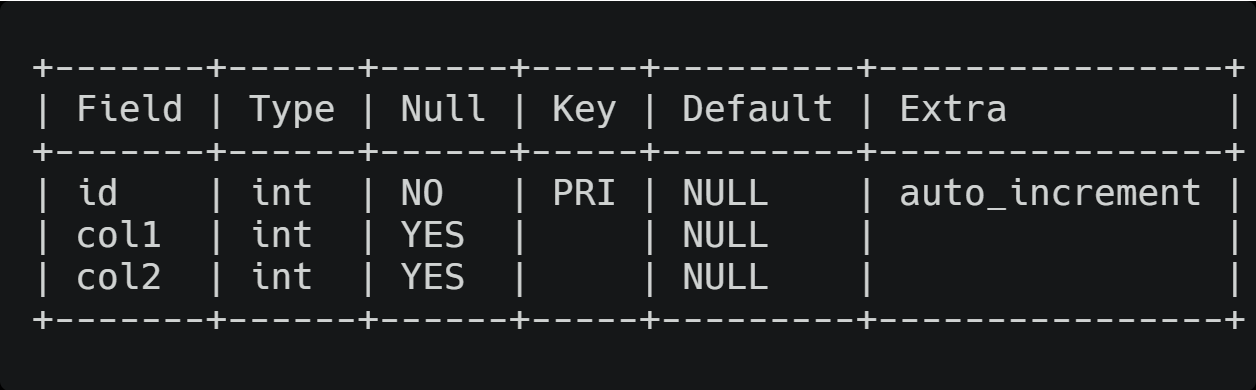 +-------+------+------+-----+---------+----------------+
| Field | Type | Null | Key | Default | Extra          |
+-------+------+------+-----+---------+----------------+
| id    | int  | NO   | PRI | NULL    | auto_increment |
| col1  | int  | YES  |     | NULL    |                |
| col2  | int  | YES  |     | NULL    |                |
+-------+------+------+-----+---------+----------------+